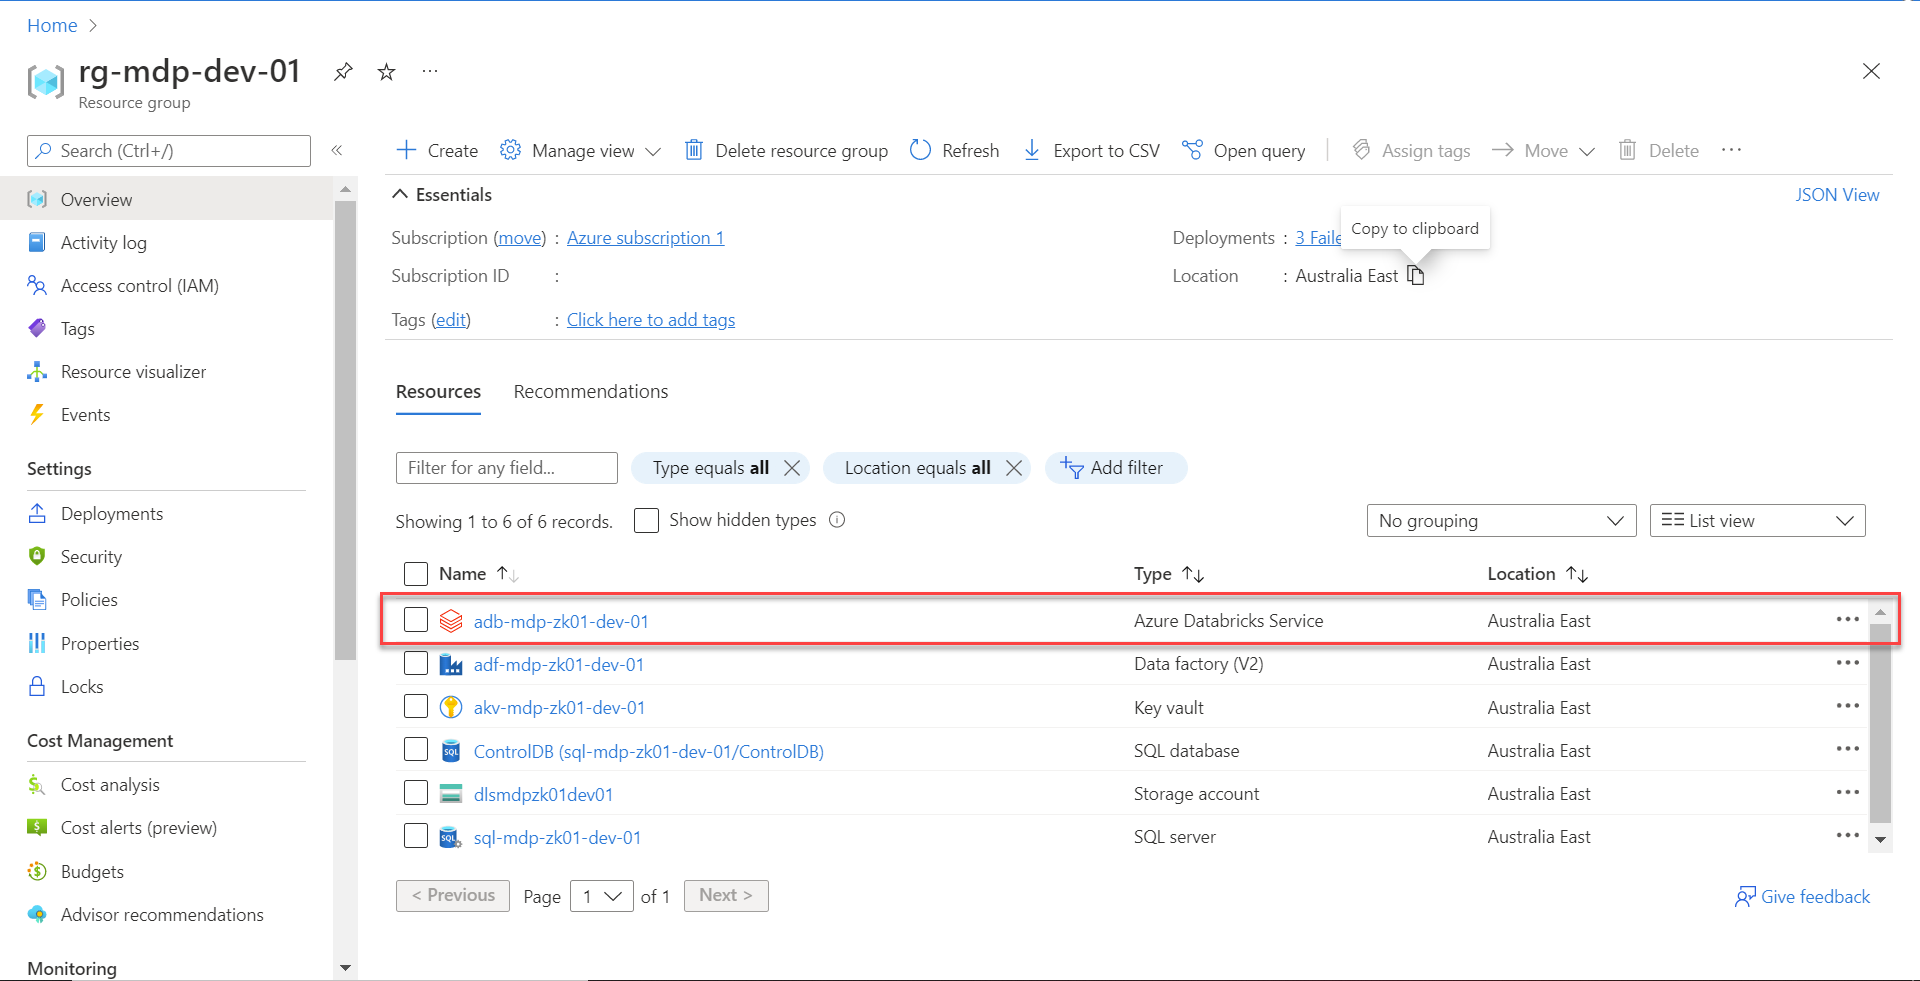 Home
rg-mdp-dev-01
Resource group
Search (Ctrl+/)
Overview
Activity log
Access control (IAM)
Tags
Resource visualizer
Events
Settings
Deployments
Security
Policies
Properties
Locks
Cost Management
Cost analysis
Cost alerts (preview)
Budgets
Advisor recommendations
Monitoring
Create Manage view Delete resource group Refresh Export to CSV Open query Assign tags Move Delete
Essentials JSON View
Subscription (move) : Azure subscription 1
Subscription ID :
Tags (edit) : Click here to add tags
Deployments : 3 Faile
Copy to clipboard
Location : Australia East
Resources Recommendations
Filter for any field... Type equals all Location equals all Add filter
Showing 1 to 6 of 6 records. Show hidden types No grouping List view
Name Type Location
adb-mdp-zk01-dev-01 Azure Databricks Service Australia East
adf-mdp-zk01-dev-01 Data factory (V2) Australia East
akv-mdp-zk01-dev-01 Key vault Australia East
SQL ControlDB (sql-mdp-zk01-dev-01/ControlDB) SQL database Australia East
dlsmdpzk01dev01 Storage account Australia East
SQL sql-mdp-zk01-dev-01 SQL server Australia East
< Previous Page 1 of 1 Next >
Give feedback